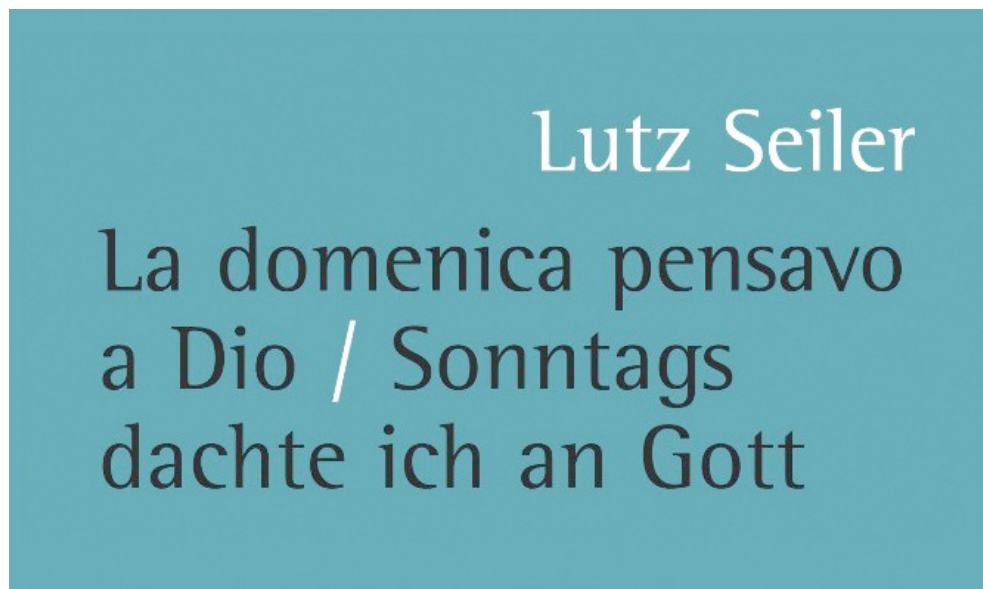 Lutz Seiler
La domenica pensavo
a Dio / Sonntags
dachte ich an Gott